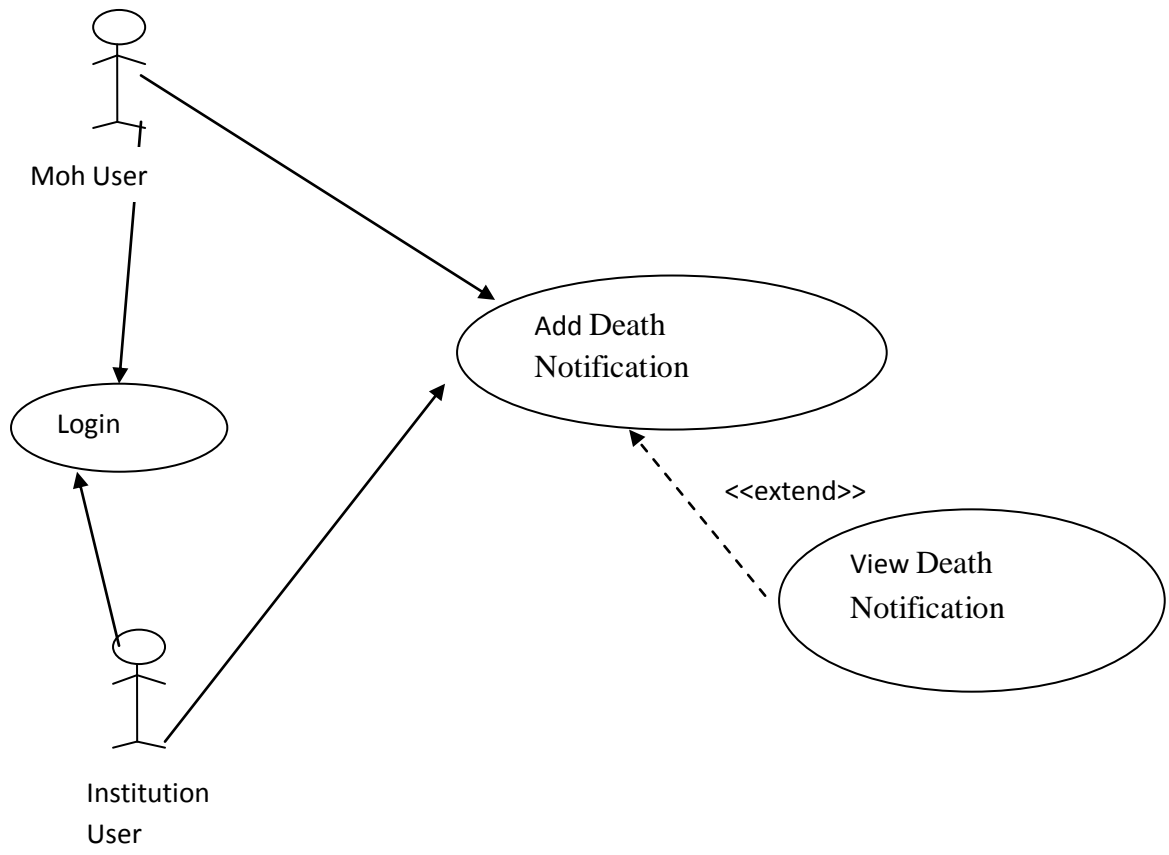 Moh User
Add Death
Notification
Login
<<extend>>
View Death
Notification
Institution
User